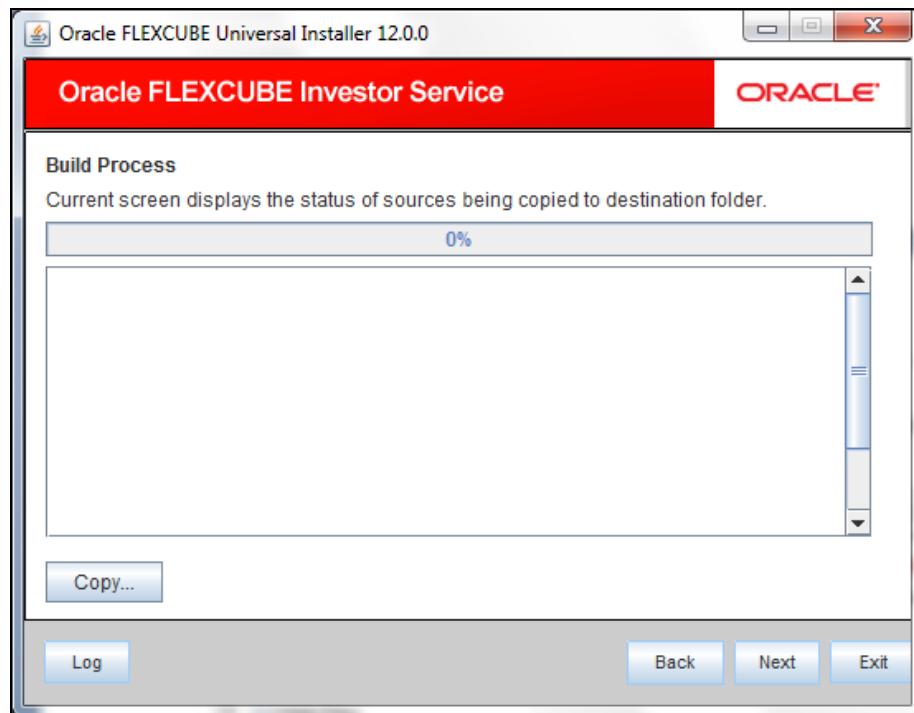 Oracle FLEXCUBE Universal Installer 12.0.0
Oracle FLEXCUBE Investor Service
ORACLE
Build Process
Current screen displays the status of sources being copied to destination folder.
0%
Copy...
Log Back Next Exit